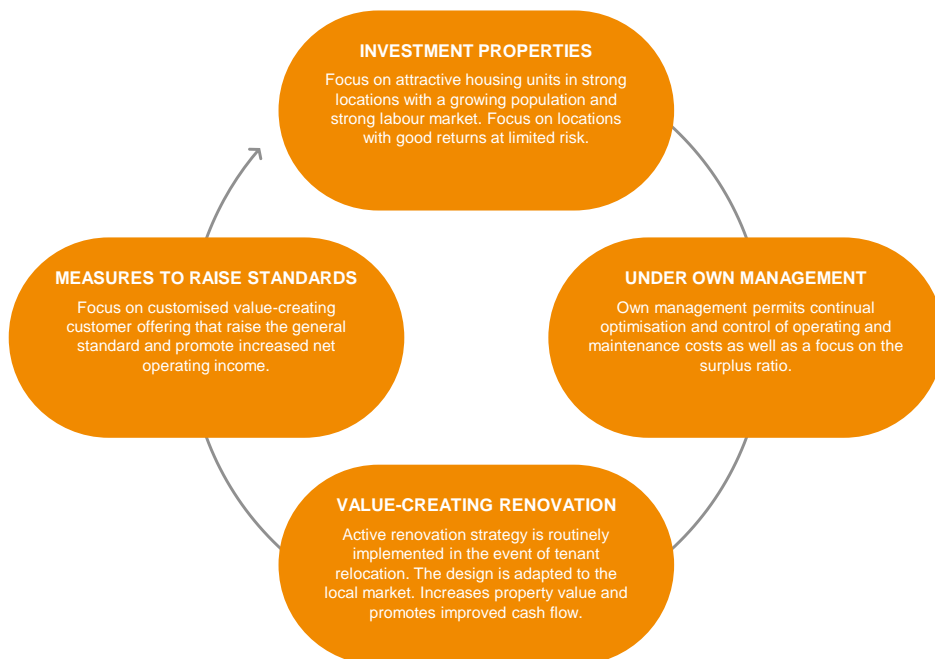 INVESTMENT PROPERTIES
Focus on attractive housing units in strong
locations with a growing population and
strong labour market. Focus on locations
with good returns at limited risk.
MEASURES TO RAISE STANDARDS
Focus on customised value-creating
customer offering that raise the general
standard and promote increased net
operating income.
UNDER OWN MANAGEMENT
Own management permits continual
optimisation and control of operating and
maintenance costs as well as a focus on the
surplus ratio.
VALUE-CREATING RENOVATION
Active renovation strategy is routinely
implemented in the event of tenant
relocation. The design is adapted to the
local market. Increases property value and
promotes improved cash flow.